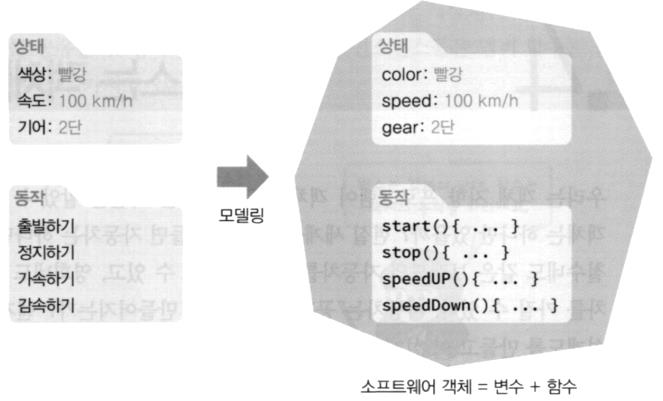 상태
색상: 빨강
속도: 100 km/h
기어: 2단
동작
출발하기
정지하기
가속하기
감속하기
모델링
상태
color: 빨강
speed: 100 km/h
gear: 2단
동작
start(){ ... }
stop(){ ... }
speedUP(){ ... }
speedDown(){ ... }
소프트웨어 객체 = 변수 + 함수